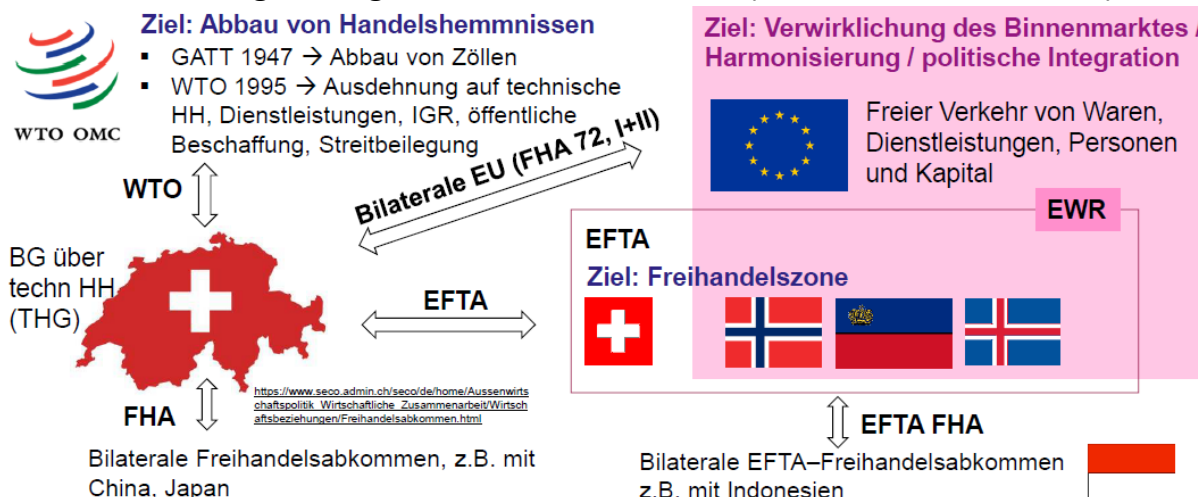 Ziel: Abbau von Handelshemmnissen
▪ GATT 1947 → Abbau von Zöllen
▪ WTO 1995 → Ausdehnung auf technische
HH, Dienstleistungen, IGR, öffentliche
Beschaffung, Streitbeilegung
WTO OMC
Ziel: Verwirklichung des Binnenmarktes /
Harmonisierung / politische Integration
Freier Verkehr von Waren,
Dienstleistungen, Personen
und Kapital
WTO
Bilaterale EU (FHA 72, I+II)
EWR
BG über
techn HH
(THG)
EFTA
EFTA
Ziel: Freihandelszone
https://www.seco.admin.ch/seco/de/home/Aussenwirts
chaftspolitik_Wirtschaftliche_Zusammenarbeit/Wirtsch
aftsbeziehungen/Freihandelsabkommen.html
FHA
EFTA FHA
Bilaterale Freihandelsabkommen, z.B. mit
China, Japan
Bilaterale EFTA–Freihandelsabkommen
z.B. mit Indonesien